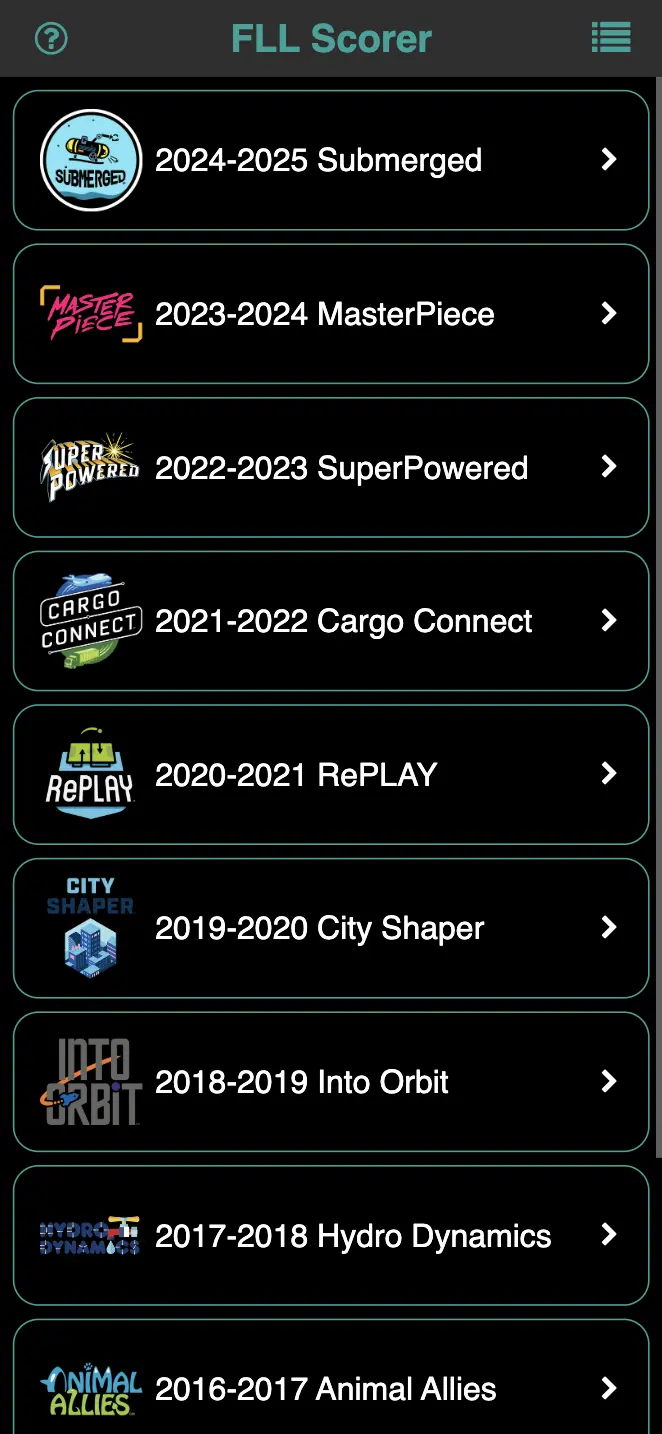 FLL Scorer
SUBMERGED
2024-2025 Submerged
MASTER
PIECE
2023-2024 MasterPiece
SUPER
POWERED
2022-2023 SuperPowered
CARGO
CONNECT
2021-2022 Cargo Connect
RePLAY
2020-2021 RePLAY
CITY
SHAPER
2019-2020 City Shaper
INTO
ORBIT
2018-2019 Into Orbit
HYDRO
DYNAMICS
2017-2018 Hydro Dynamics
ANIMAL
ALLIES
2016-2017 Animal Allies